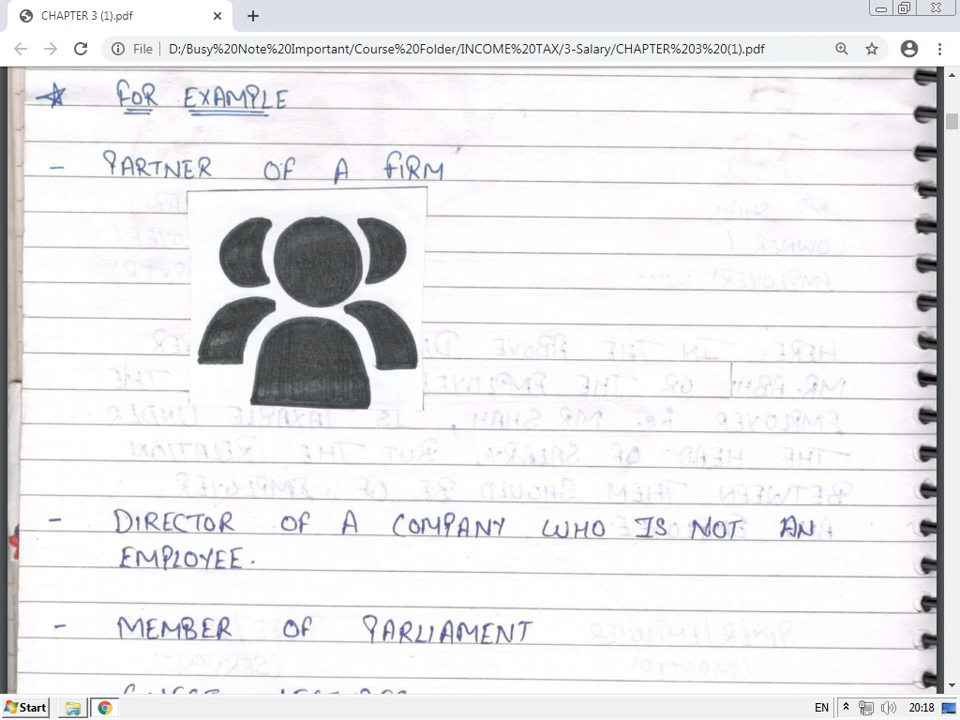 CHAPTER 3 (1).pdf
File | D:/Busy%20Note%20Important/Course%20Folder/INCOME%20TAX/3-Salary/CHAPTER%203%20(1).pdf
FOR EXAMPLE
- PARTNER OF A FIRM
- DIRECTOR OF A COMPANY WHO IS NOT AN
EMPLOYEE.
- MEMBER OF PARLIAMENT
Start
EN
20:18